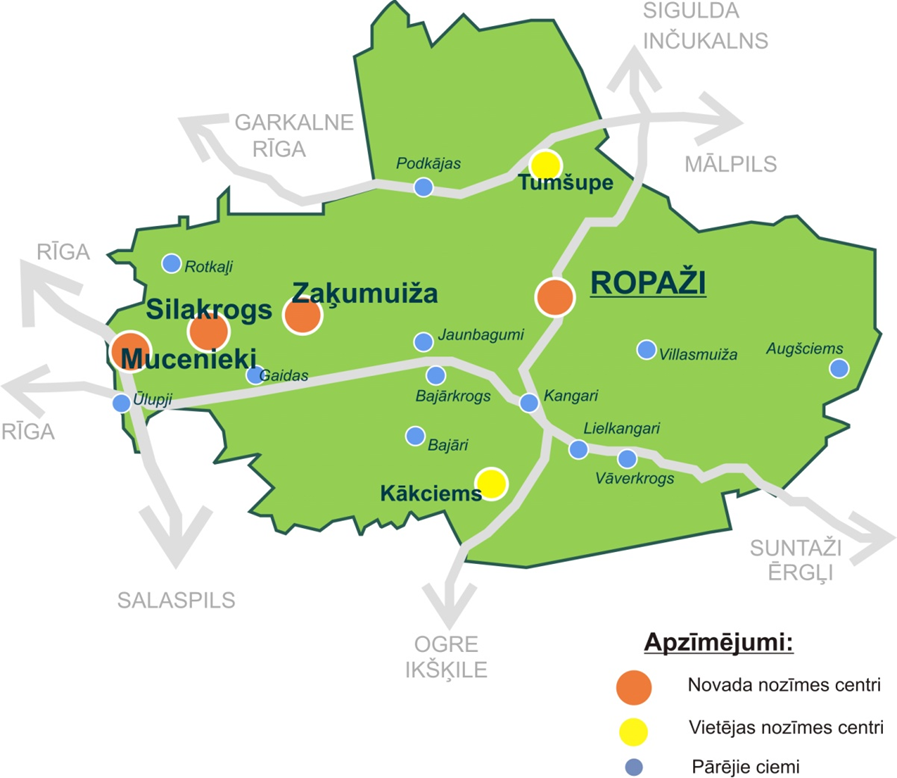 SIGULDA
INČUKALNS
GARKALNE
RĪGA
MĀLPILS
Podkājas
Tumšupe
RĪGA
Rotkaļi
Silakrogs
Zaķumuiža
ROPAŽI
Mucenieki
Jaunbagumi
Villasmuiža
Augšciems
Gaidas
Bajārkrogs
Kangari
Ūlupji
RĪGA
Bajāri
Lielkangari
Vāverkrogs
Kākciems
SUNTAŽI
ĒRGĻI
SALASPILS
OGRE
IKŠĶILE
Apzīmējumi:
Novada nozīmes centri
Vietējas nozīmes centri
Pārējie ciemi